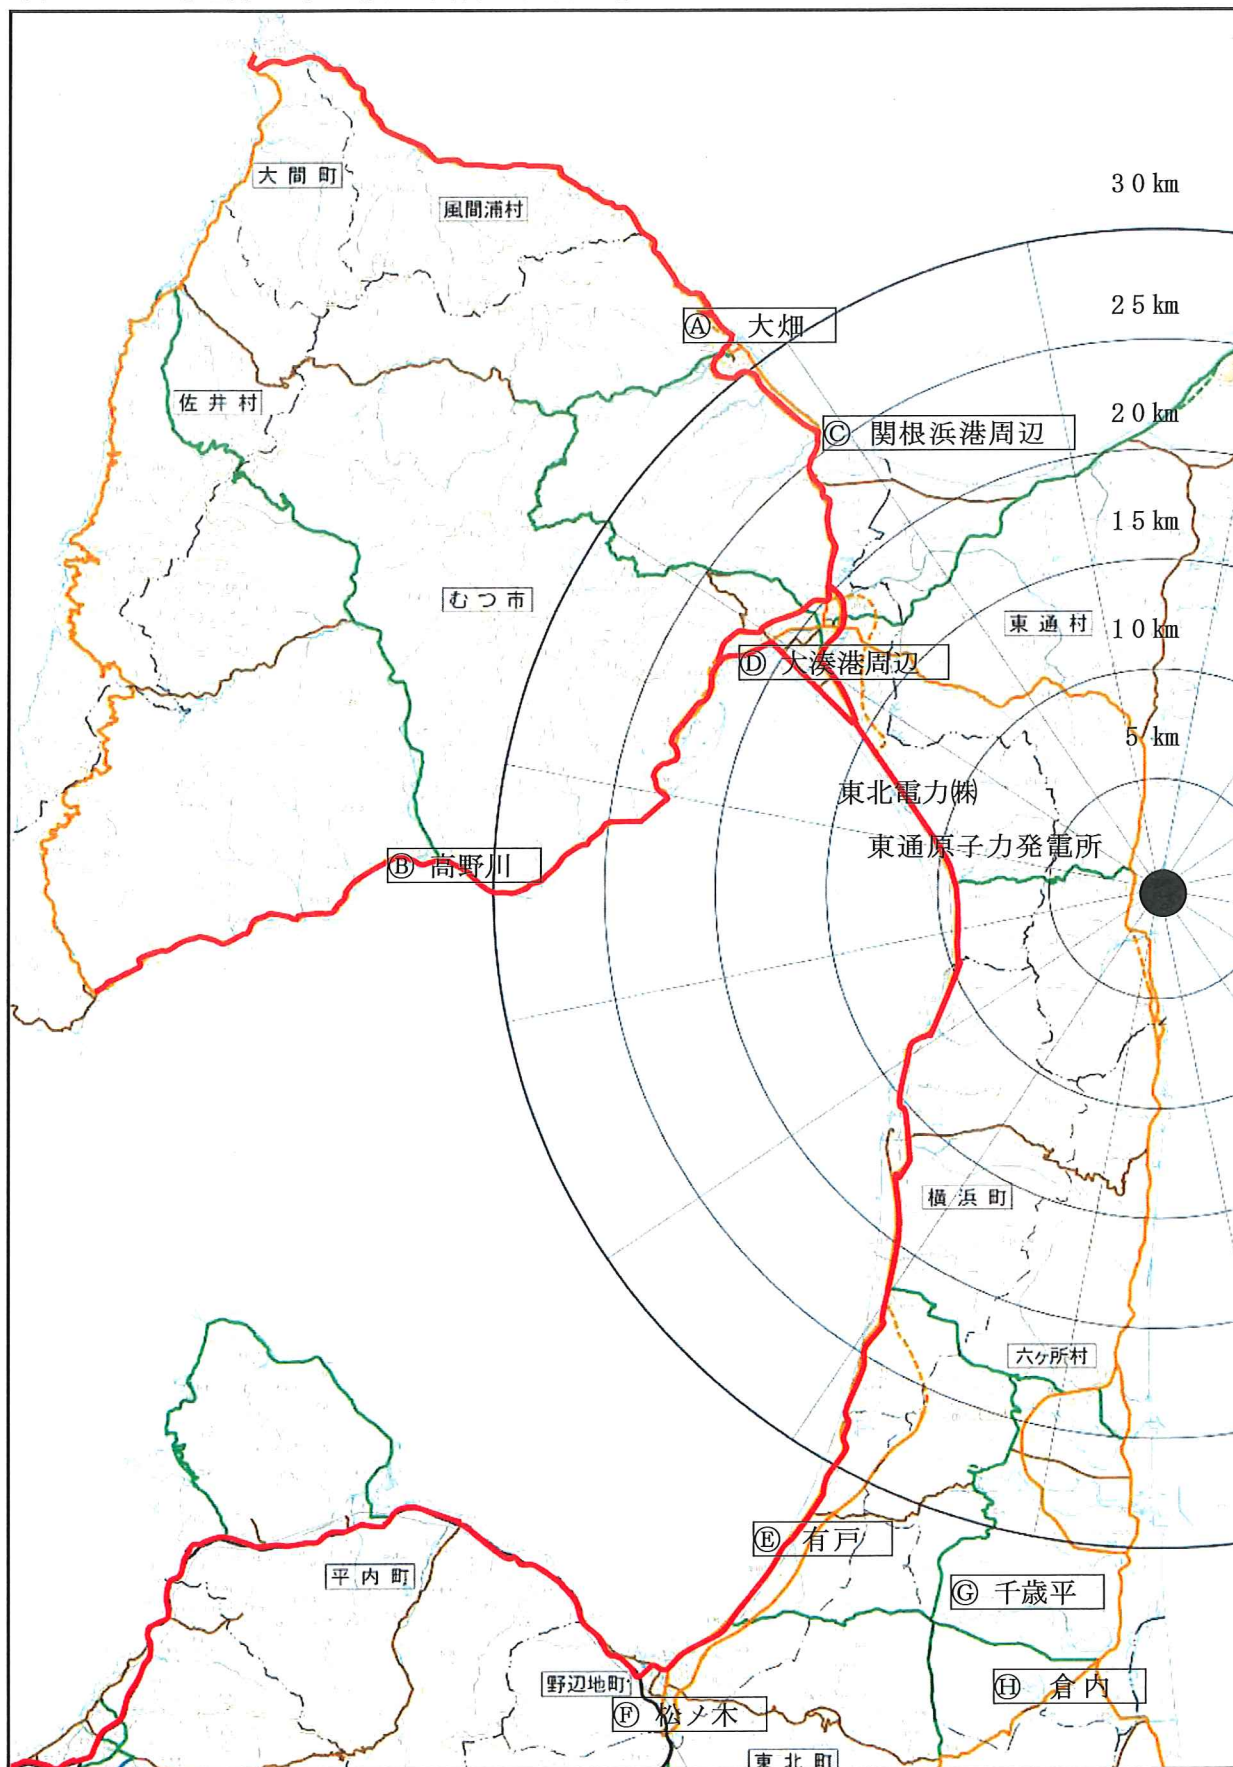 大間町
風間浦村
30km
25km
Ⓐ 大畑
佐井村
20km
Ⓒ 関根浜港周辺
15km
むつ市
東通村
10km
Ⓓ 大湊港周辺
5km
東北電力㈱
東通原子力発電所
Ⓑ 高野川
横浜町
六ヶ所村
Ⓔ 有戸
平内町
Ⓖ 千歳平
野辺地町
Ⓗ 倉内
Ⓕ 松ノ木
東北町